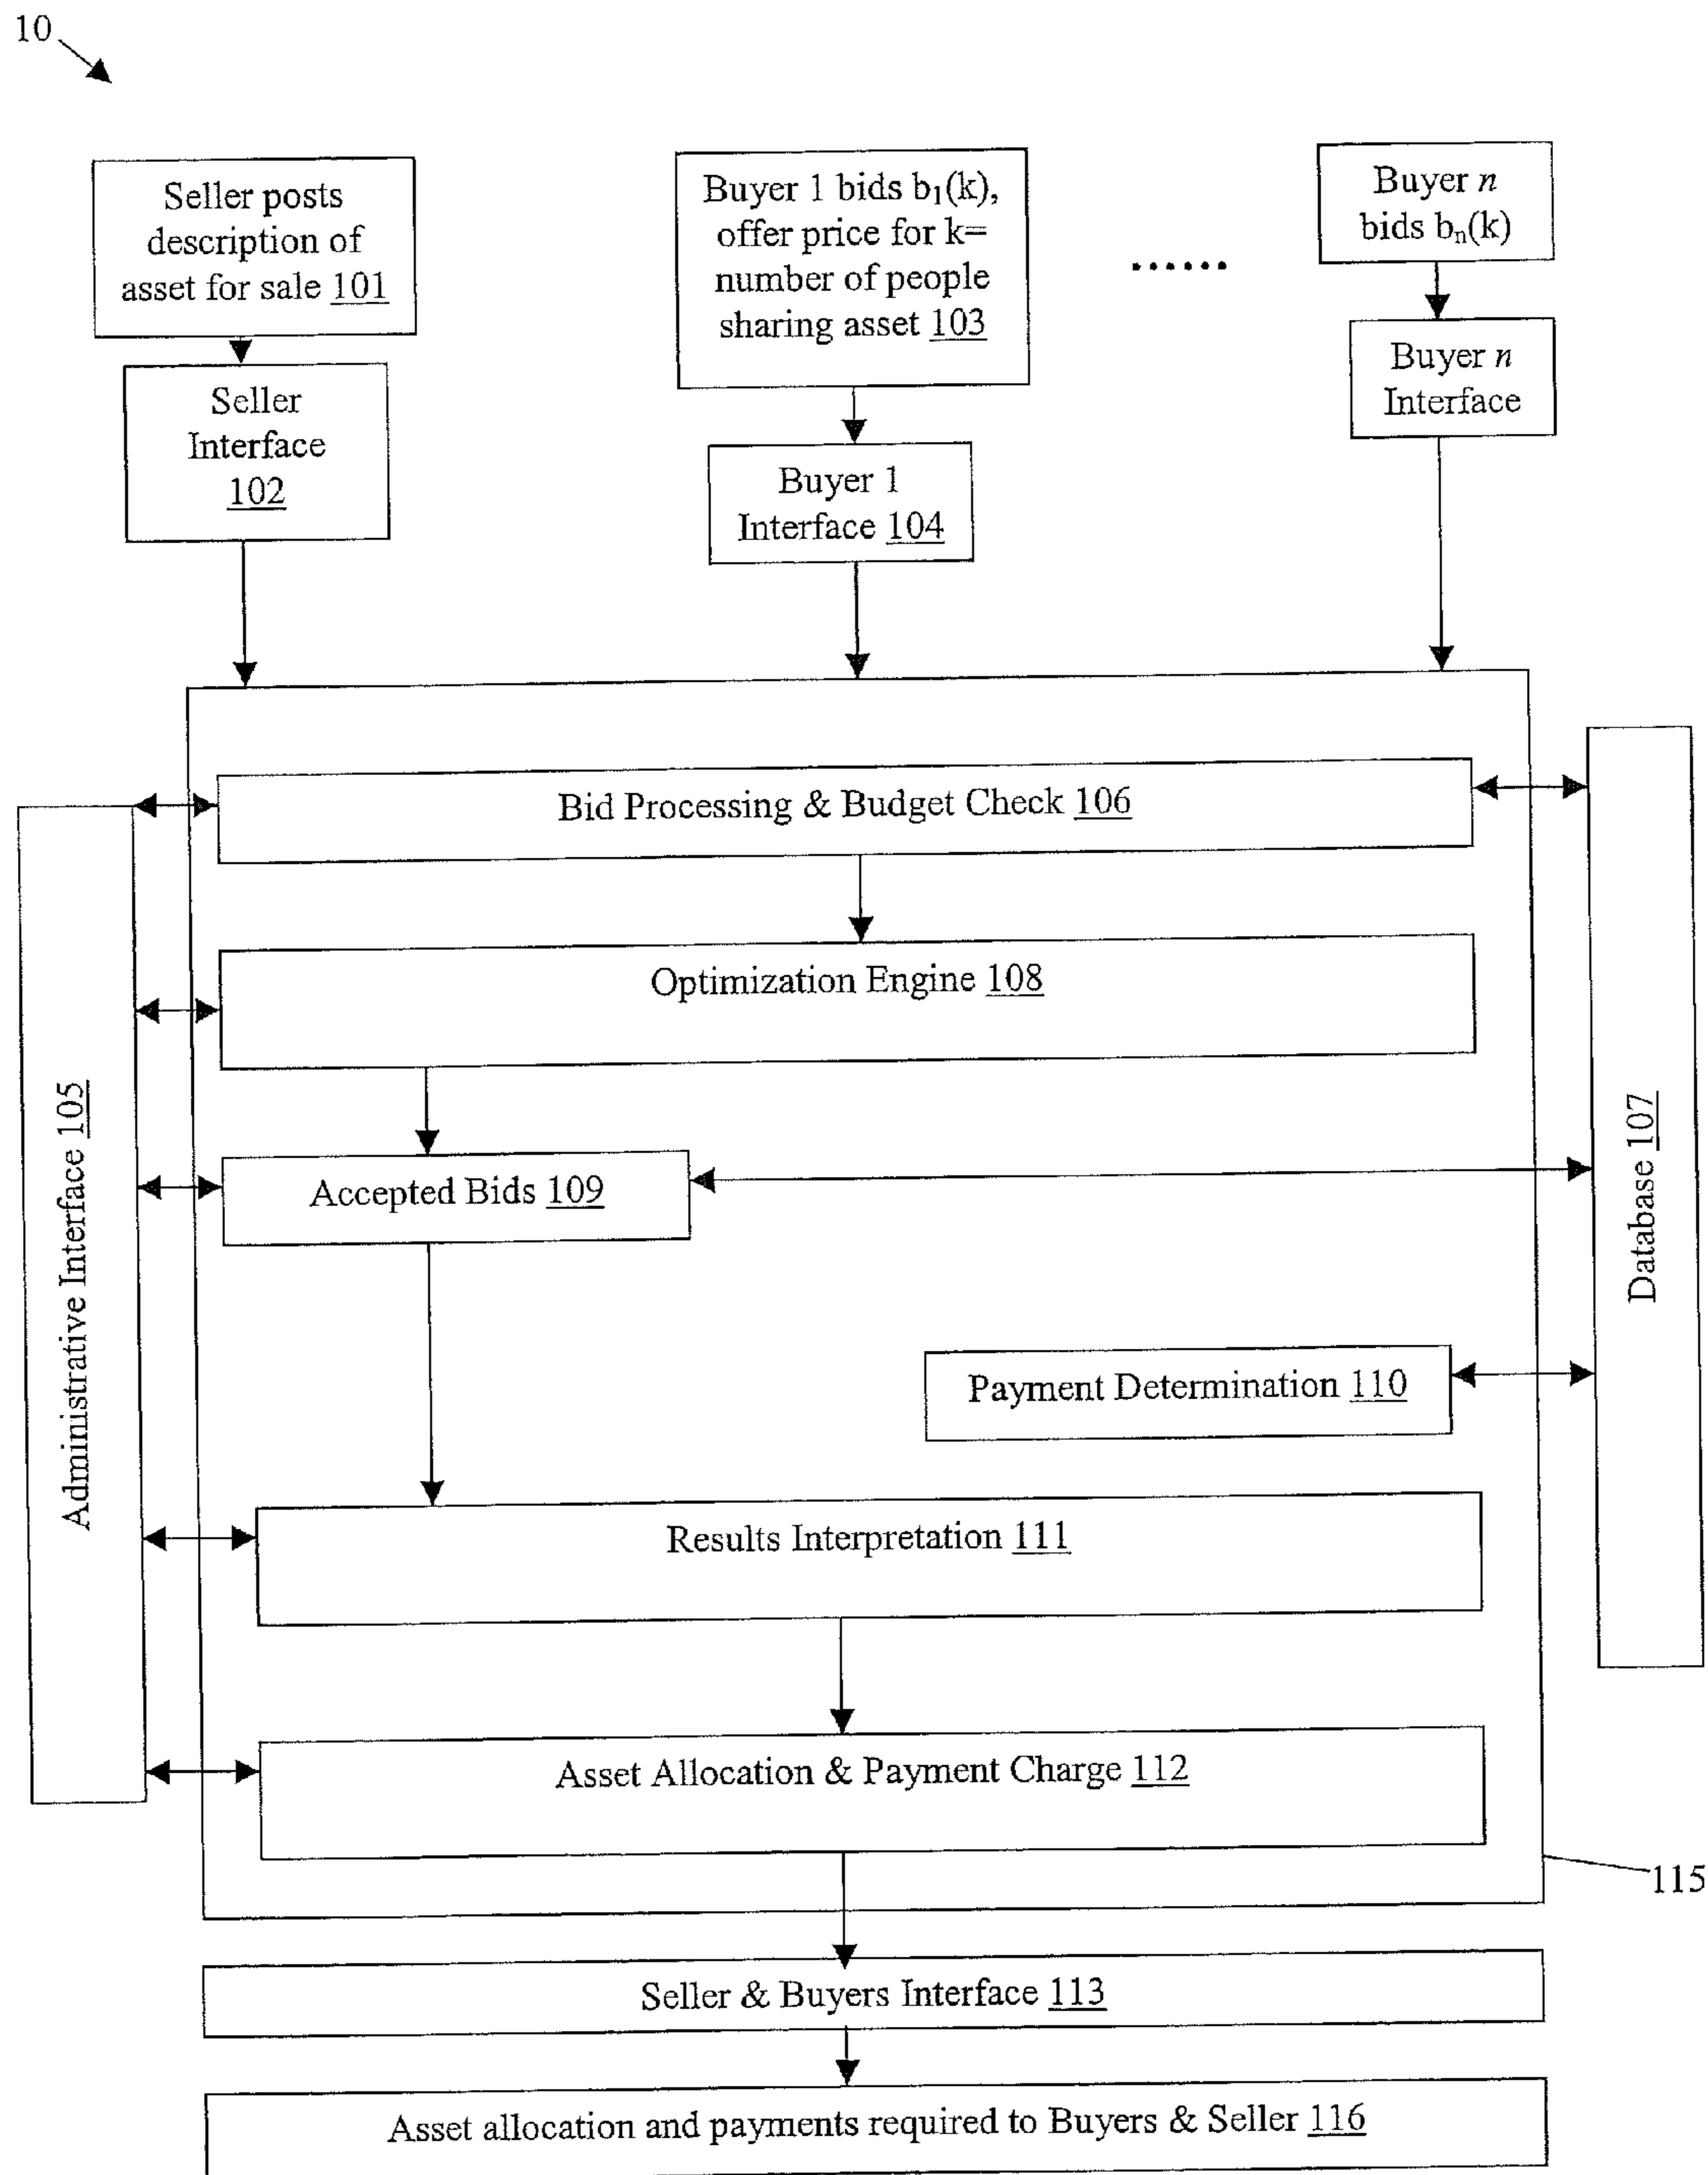 10
Seller posts
description of
asset for sale 101
Seller
Interface
102
Buyer 1 bids b₁(k),
offer price for k=
number of people
sharing asset 103
Buyer 1
Interface 104
......
Buyer n
bids bₙ(k)
Buyer n
Interface
Administrative Interface 105
Bid Processing & Budget Check 106
Optimization Engine 108
Accepted Bids 109
Payment Determination 110
Results Interpretation 111
Asset Allocation & Payment Charge 112
Database 107
115
Seller & Buyers Interface 113
Asset allocation and payments required to Buyers & Seller 116